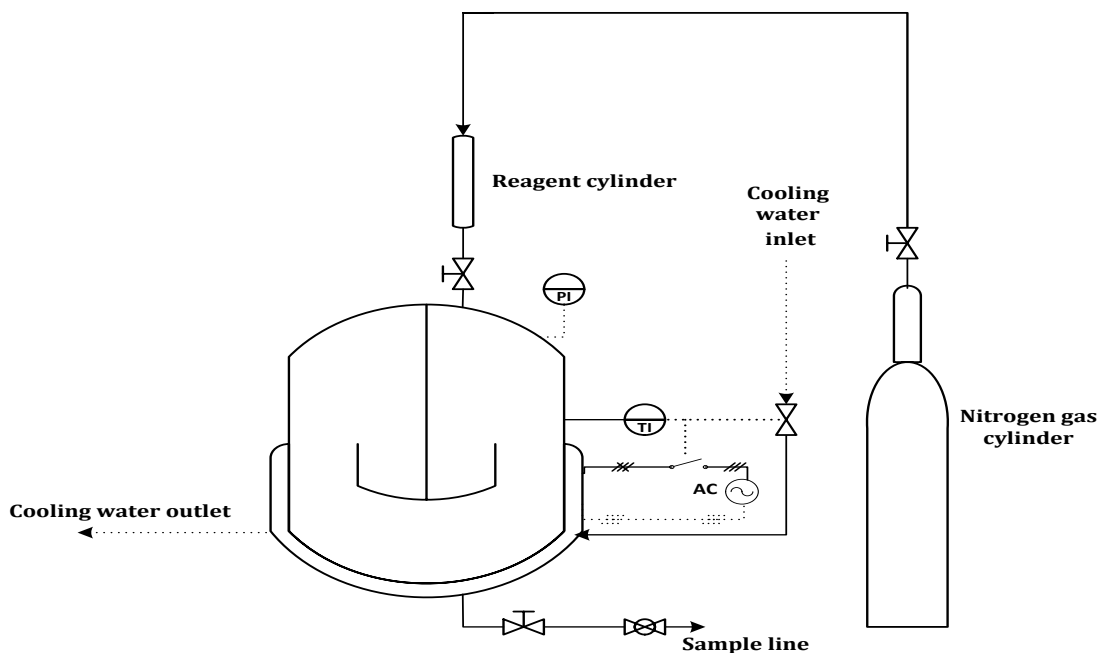 Reagent cylinder
Cooling
water
inlet
PI
TI
Nitrogen gas
cylinder
AC
Cooling water outlet
Sample line